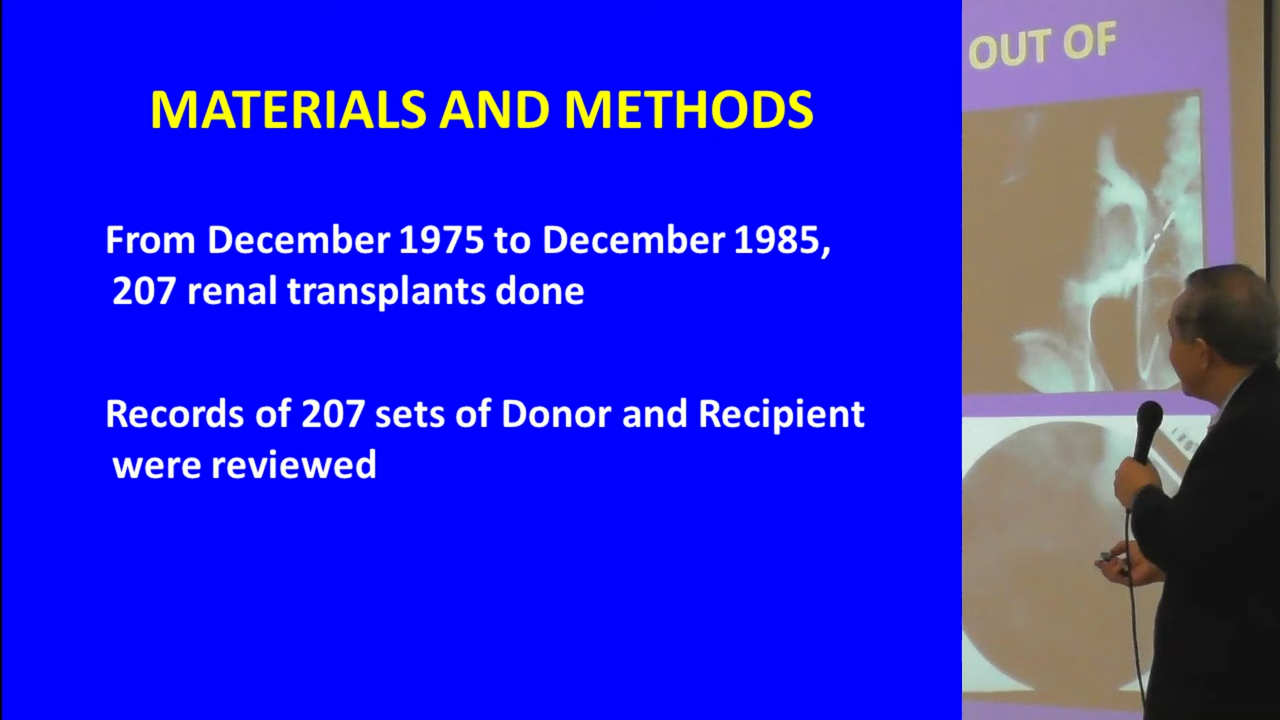 MATERIALS AND METHODS
From December 1975 to December 1985,
207 renal transplants done
Records of 207 sets of Donor and Recipient
were reviewed
OUT OF